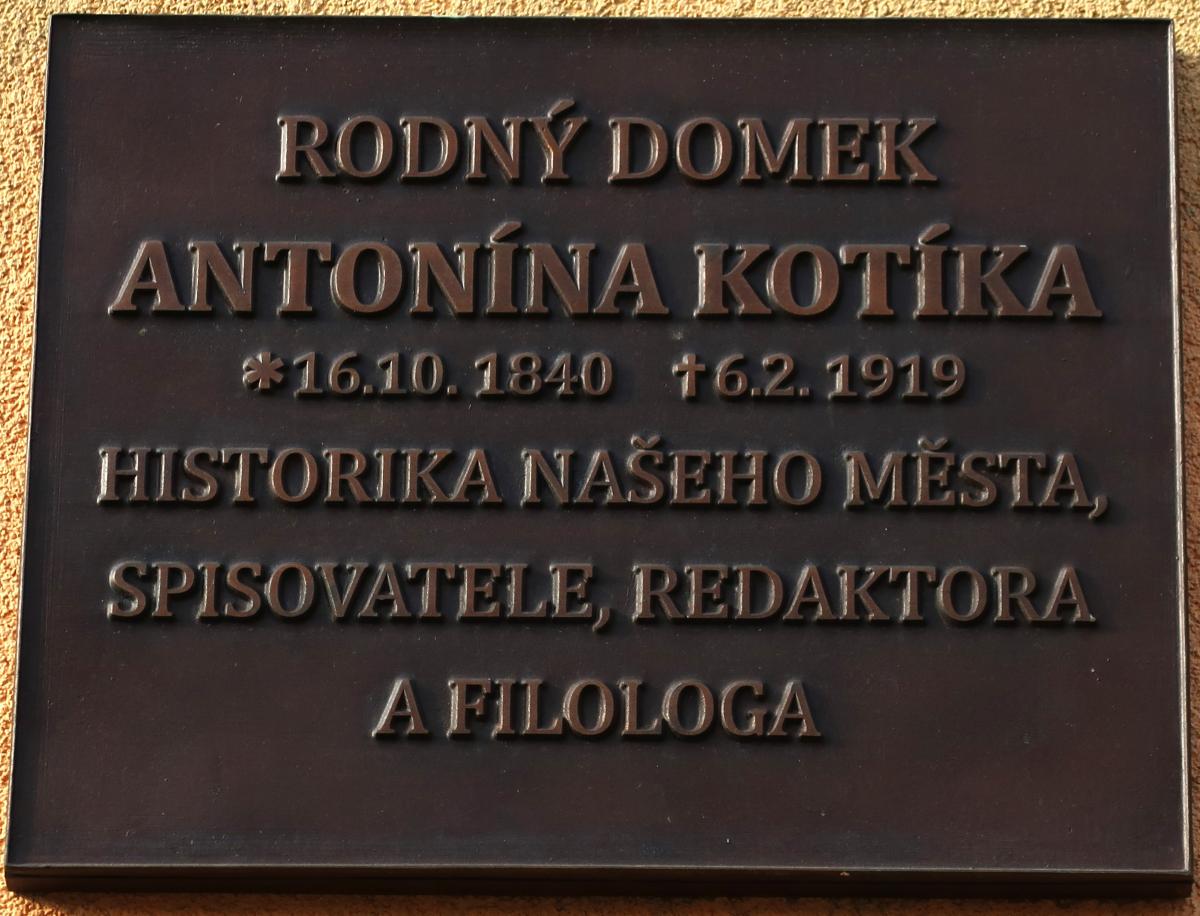 RODNÝ DOMEK
ANTONÍNA KOTÍKA
*16.10. 1840 †6.2. 1919
HISTORIKA NAŠEHO MĚSTA,
SPISOVATELE, REDAKTORA
A FILOLOGA